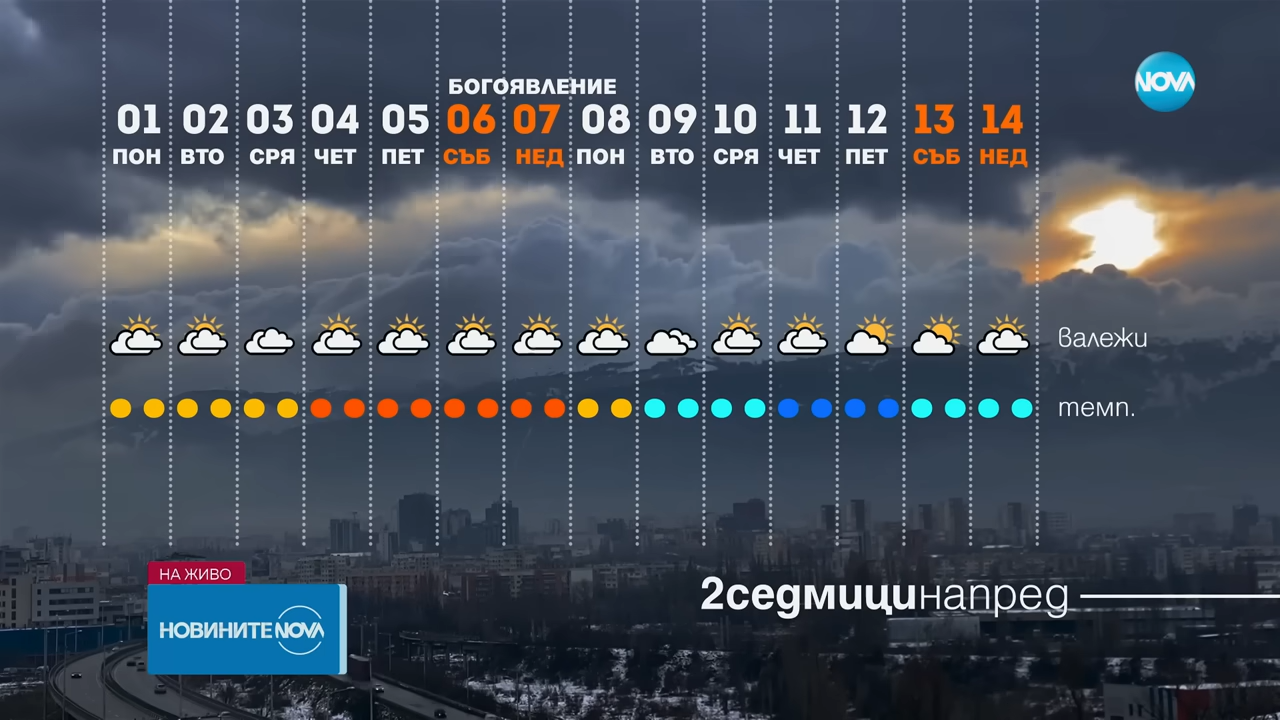 БОГОЯВЛЕНИЕ
01 02 03 04 05 06 07 08 09 10 11 12 13 14
ПОН ВТО СРЯ ЧЕТ ПЕТ СЪБ НЕД ПОН ВТО СРЯ ЧЕТ ПЕТ СЪБ НЕД
NOVA
валежи
темп.
НА ЖИВО
НОВИНИТЕ NOVA
2седмицинапред